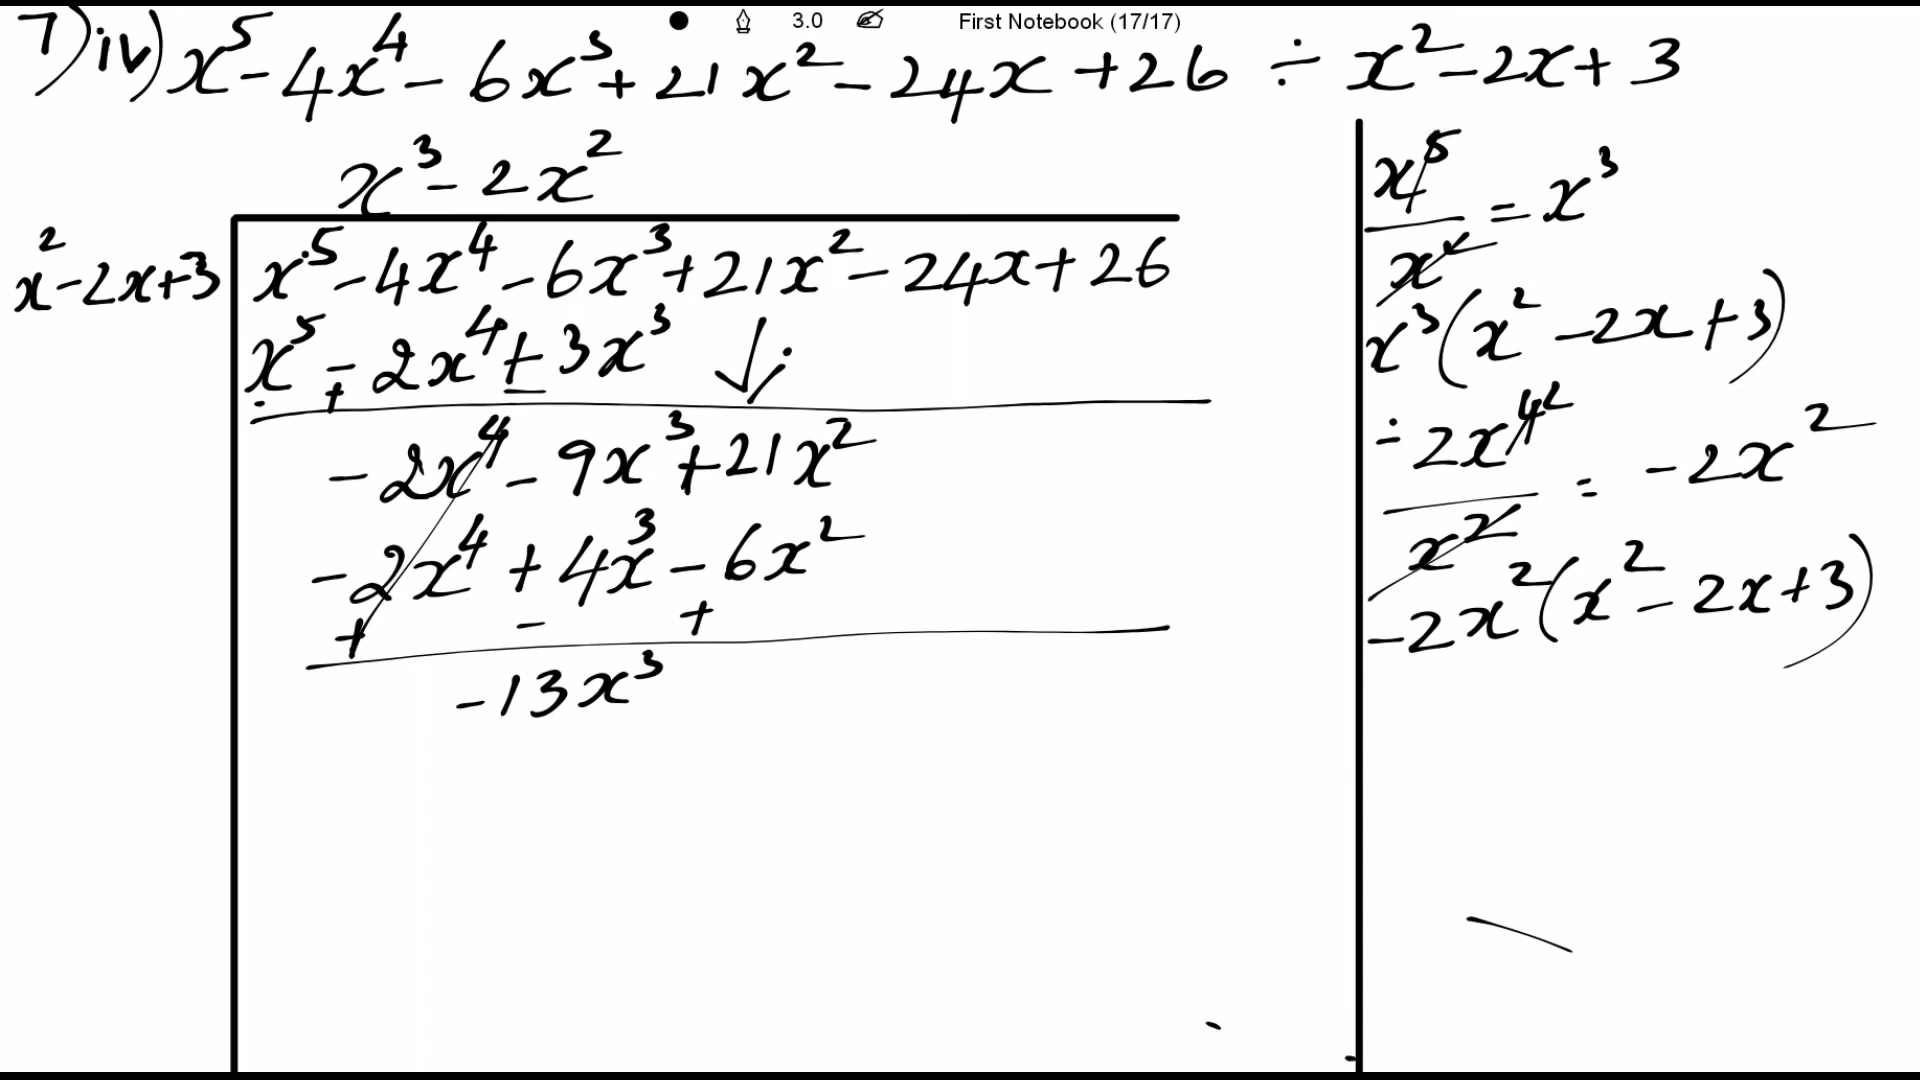 3.0 First Notebook (17/17)
7)iv) x⁵ - 4x⁴ - 6x³ + 21x² - 24x + 26 ÷ x² - 2x + 3
x³ - 2x²
x² - 2x + 3
x⁵ - 4x⁴ - 6x³ + 21x² - 24x + 26
x⁵ - 2x⁴ + 3x³
- + -
- 2x⁴ - 9x³ + 21x²
- 2x⁴ + 4x³ - 6x²
+ - +
- 13x³
x⁵
x² = x³
x³(x² - 2x + 3)
÷ 2x⁴ ²
x² = - 2x²
- 2x²(x² - 2x + 3)